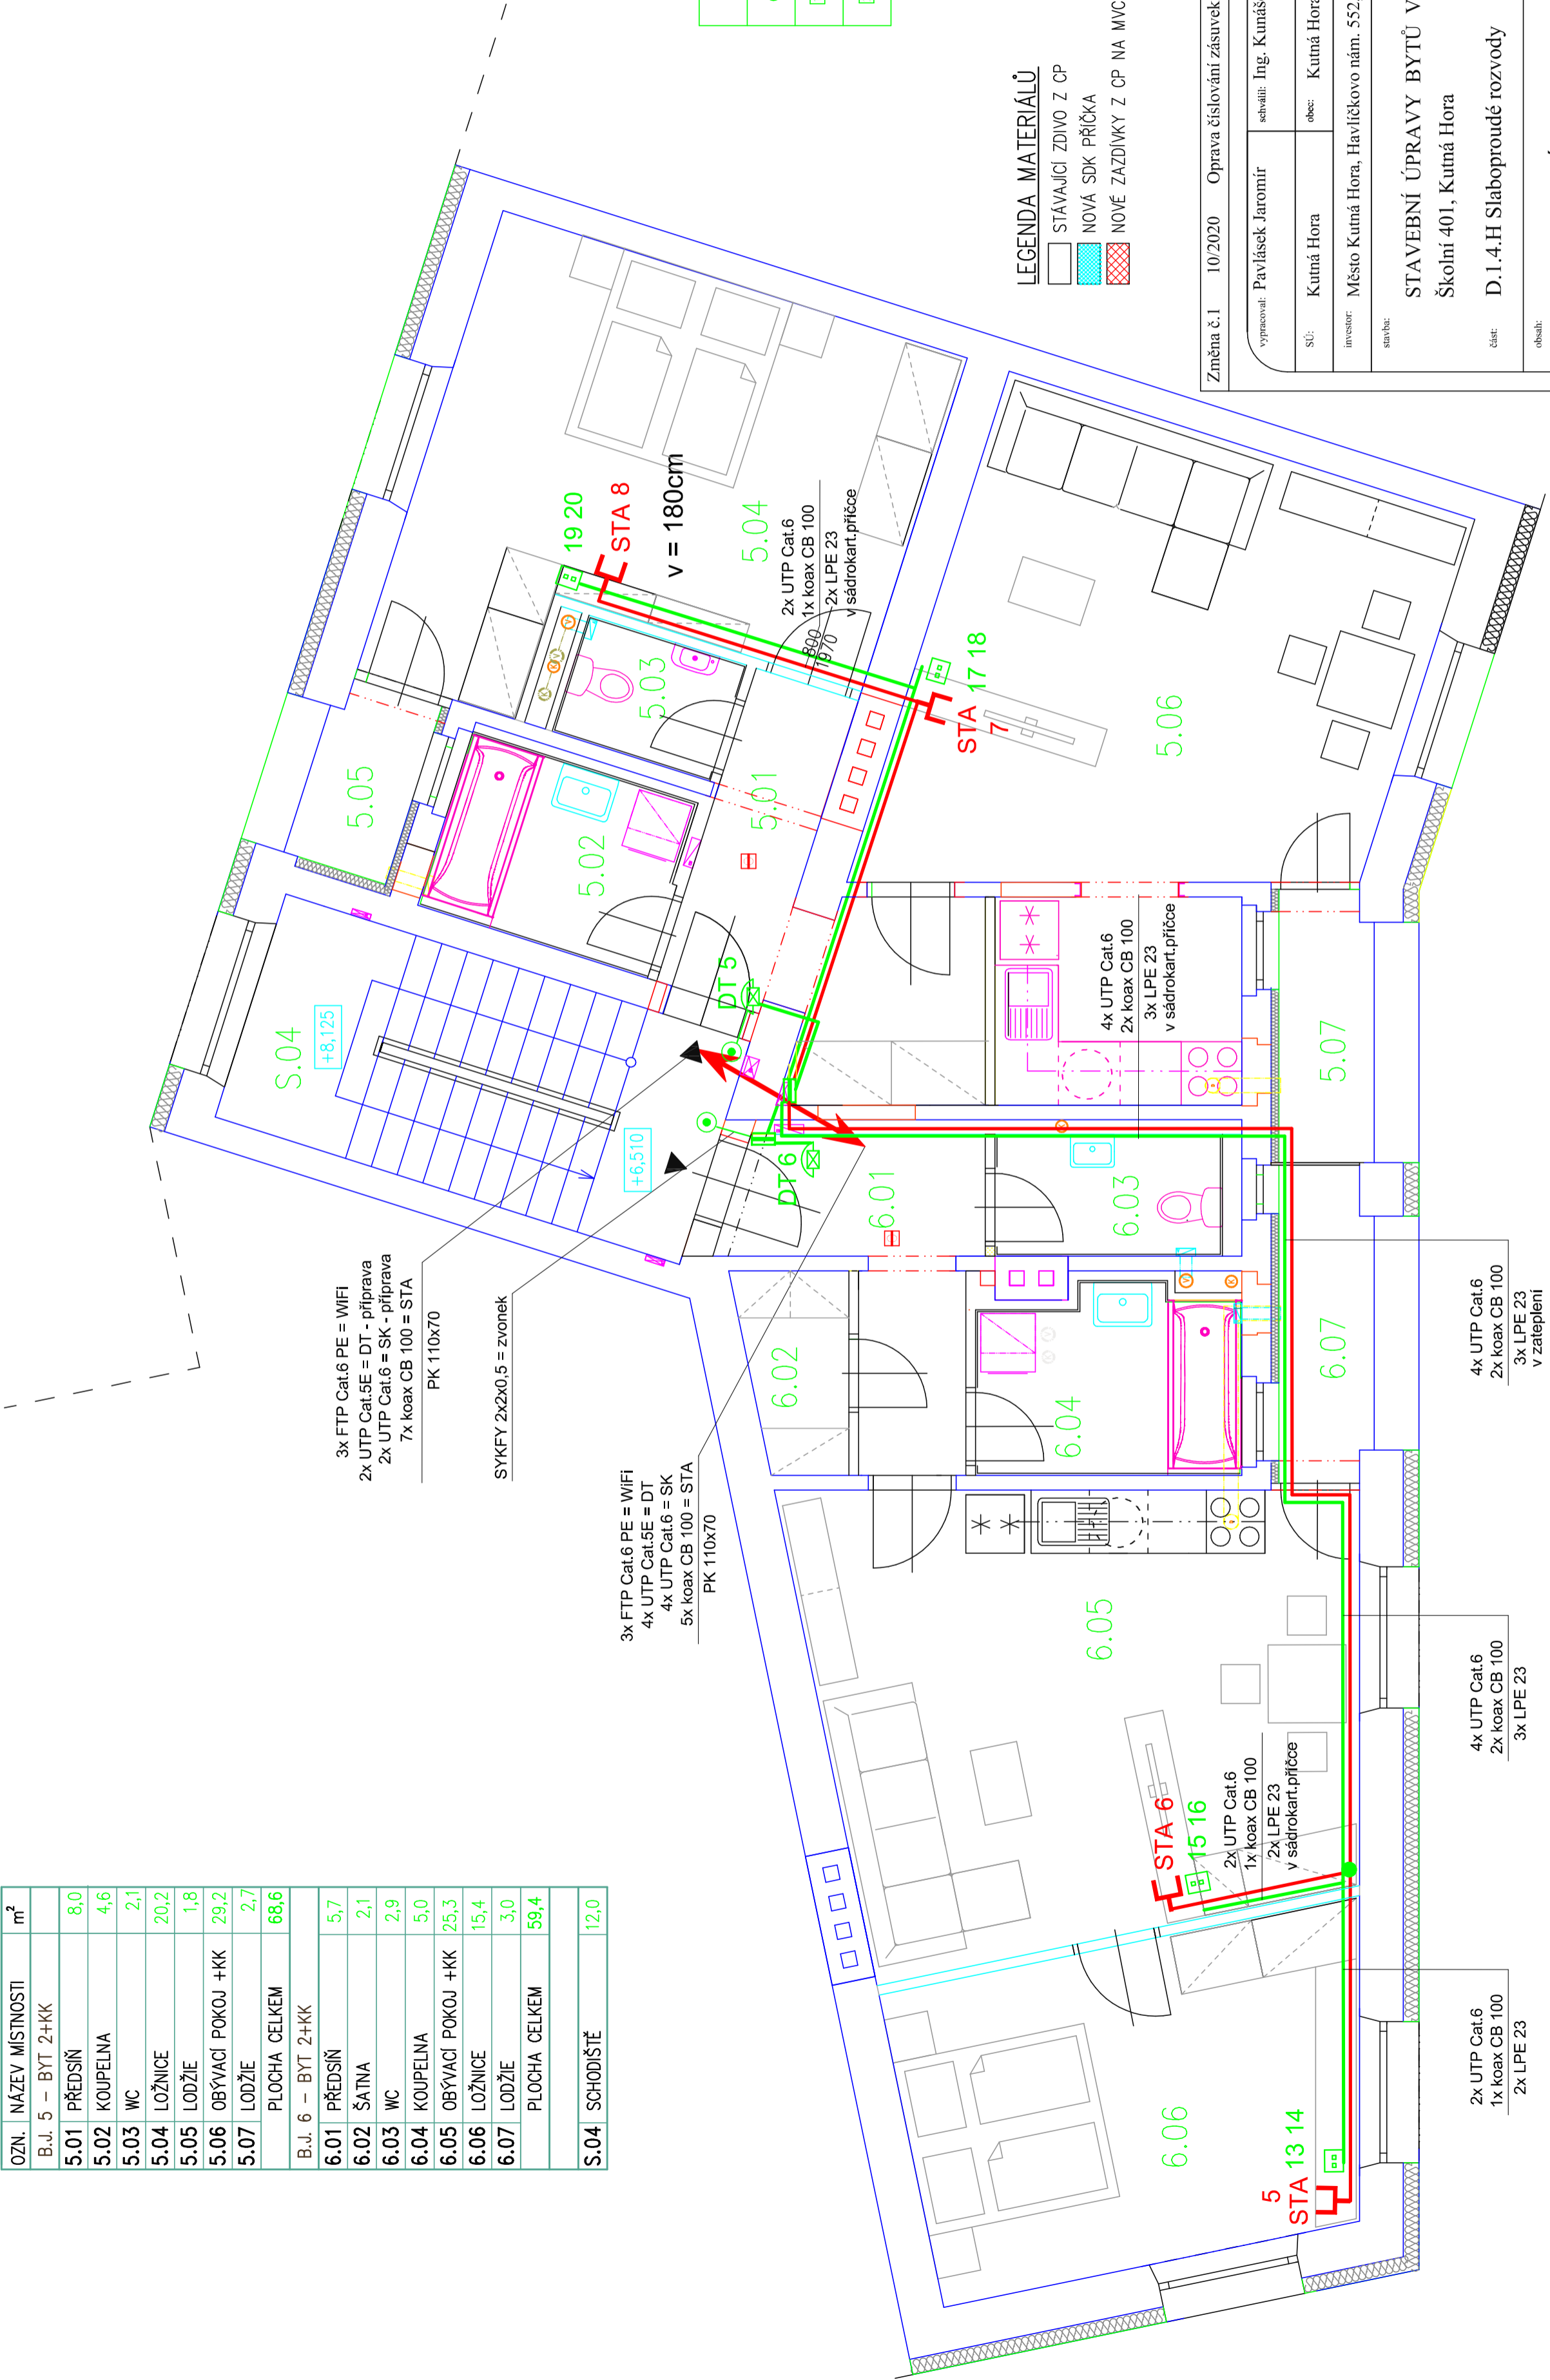 OZN. NÁZEV MÍSTNOSTI m²
B.J. 5 – BYT 2+KK
5.01 PŘEDSÍŇ 8,0
5.02 KOUPELNA 4,6
5.03 WC 2,1
5.04 LOŽNICE 20,2
5.05 LODŽIE 1,8
5.06 OBÝVACÍ POKOJ +KK 29,2
5.07 LODŽIE 2,7
PLOCHA CELKEM 68,6
B.J. 6 – BYT 2+KK
6.01 PŘEDSÍŇ 5,7
6.02 ŠATNA 2,1
6.03 WC 2,9
6.04 KOUPELNA 5,0
6.05 OBÝVACÍ POKOJ +KK 25,3
6.06 LOŽNICE 15,4
6.07 LODŽIE 3,0
PLOCHA CELKEM 59,4
S.04 SCHODIŠTĚ 12,0
3x FTP Cat.6 PE = WiFi
2x UTP Cat.5E = DT - příprava
2x UTP Cat.6 = SK - příprava
7x koax CB 100 = STA
PK 110x70
SYKFY 2x2x0,5 = zvonek
3x FTP Cat.6 PE = WiFi
4x UTP Cat.5E = DT
4x UTP Cat.6 = SK
5x koax CB 100 = STA
PK 110x70
S.04
+8,125
+6,510
5.05
5.02
5.03
5.01
5.04
19 20
STA 8
v = 180cm
2x UTP Cat.6
1x koax CB 100
2x LPE 23
v sádrokart.příčce
800
1970
DT 5
DT 6
STA
7
17 18
5.06
4x UTP Cat.6
2x koax CB 100
3x LPE 23
v sádrokart.příčce
5.07
6.01
6.02
6.03
6.04
6.07
6.05
STA 6
15 16
2x UTP Cat.6
1x koax CB 100
2x LPE 23
v sádrokart.příčce
6.06
5
STA
13 14
2x UTP Cat.6
1x koax CB 100
2x LPE 23
4x UTP Cat.6
2x koax CB 100
3x LPE 23
4x UTP Cat.6
2x koax CB 100
3x LPE 23
v zateplení
LEGENDA MATERIÁLŮ
STÁVAJÍCÍ ZDIVO Z CP
NOVÁ SDK PŘÍČKA
NOVÉ ZAZDÍVKY Z CP NA MVC
Změna č.1 10/2020 Oprava číslování zásuvek
vypracoval: Pavlásek Jaromír schválil: Ing. Kunáš
SÚ: Kutná Hora obec: Kutná Hora
investor: Město Kutná Hora, Havlíčkovo nám. 552,
stavba:
STAVEBNÍ ÚPRAVY BYTŮ V
Školní 401, Kutná Hora
část: D.1.4.H Slaboproudé rozvody
obsah: